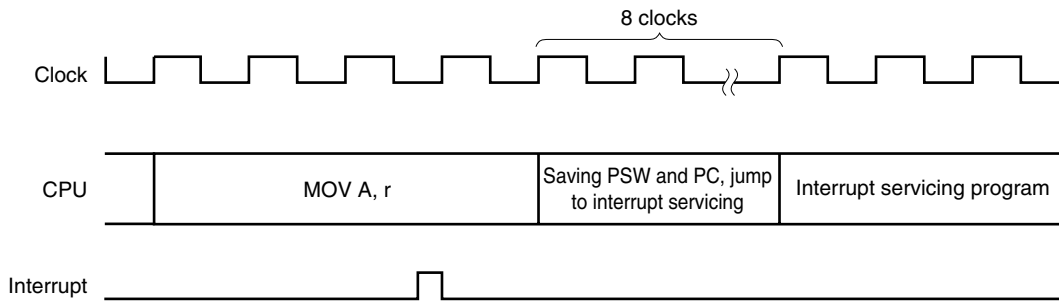 8 clocks
Clock
CPU
MOV A, r
Saving PSW and PC, jump
to interrupt servicing
Interrupt servicing program
Interrupt